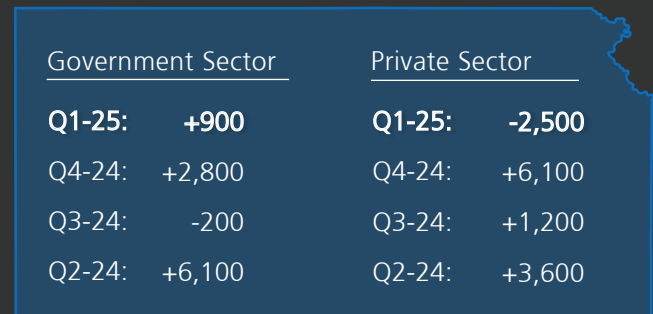 Government Sector
Q1-25: +900
Q4-24: +2,800
Q3-24: -200
Q2-24: +6,100
Private Sector
Q1-25: -2,500
Q4-24: +6,100
Q3-24: +1,200
Q2-24: +3,600